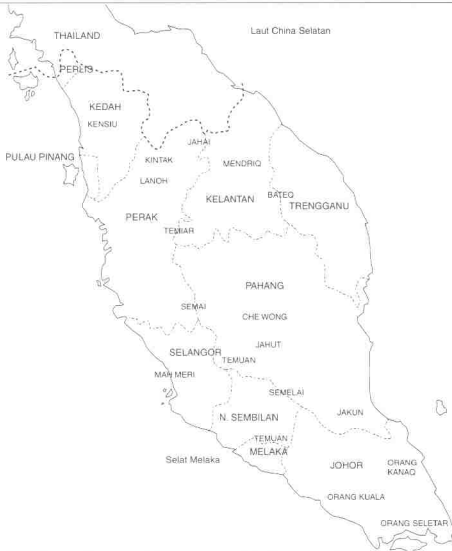 THAILAND
Laut China Selatan
PERLIS
KEDAH
KENSIU
JAHAI
PULAU PINANG
KINTAK
MENDRIQ
LANOH
BATEQ
KELANTAN
TRENGGANU
PERAK
TEMIAR
PAHANG
SEMAI
CHE WONG
JAHUT
SELANGOR
TEMUAN
MAH MERI
SEMELAI
N. SEMBILAN
JAKUN
TEMUAN
MELAKA
Selat Melaka
JOHOR
ORANG
KANAQ
ORANG KUALA
ORANG SELETAR